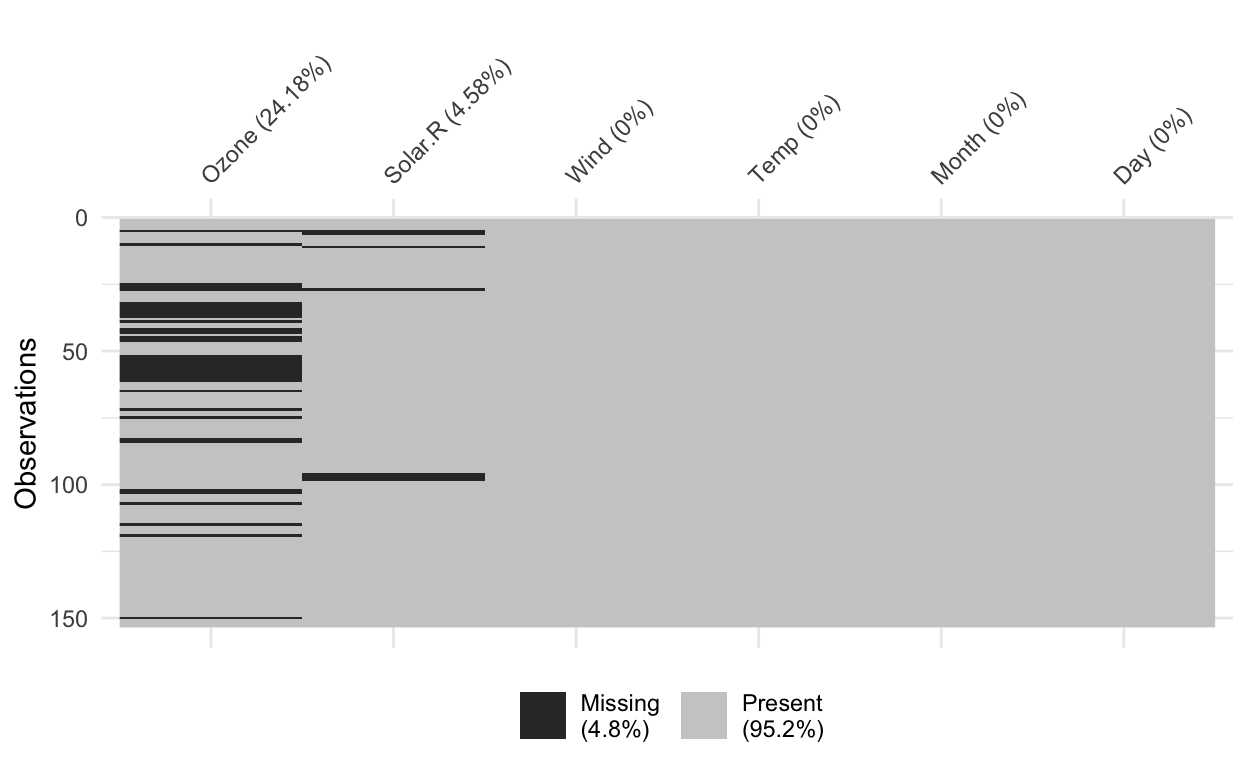 Ozone (24.18%)
Solar.R (4.58%)
Wind (0%)
Temp (0%)
Month (0%)
Day (0%)
0
50
100
150
Observations
Missing
(4.8%)
Present
(95.2%)